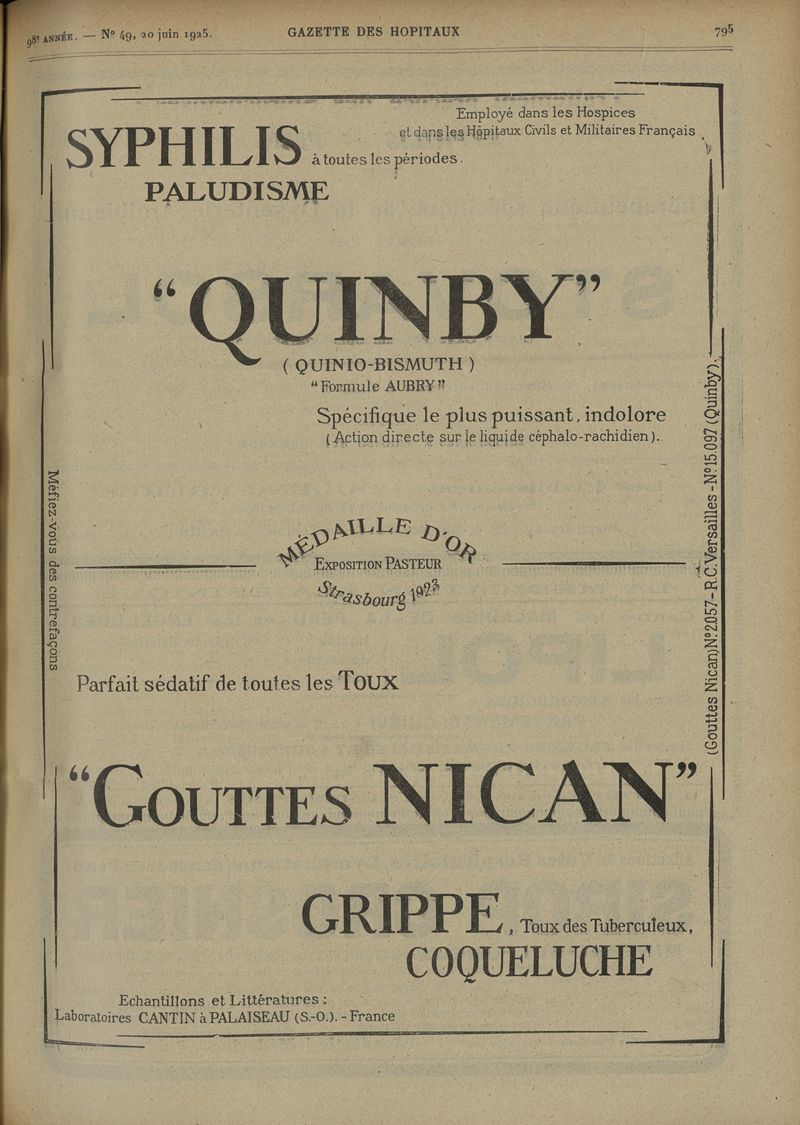 98e ANNÉE. — No 49, 20 juin 1925.
GAZETTE DES HOPITAUX
795
Employé dans les Hospices
et dans les Hôpitaux Civils et Militaires Français
SYPHILIS à toutes les périodes.
PALUDISME
“QUINBY”
( QUINIO-BISMUTH )
“Formule AUBRY”
Spécifique le plus puissant, indolore
(Action directe sur le liquide céphalo-rachidien).
Méfiez-vous des contrefaçons
MÉDAILLE D'OR
EXPOSITION PASTEUR
Strasbourg 1923
(Gouttes Nican) No.2057 - R.C. Versailles - No 15.097 (Quinby).
Parfait sédatif de toutes les TOUX
“GOUTTES NICAN”
GRIPPE, Toux des Tuberculeux,
COQUELUCHE
Echantillons et Littératures :
Laboratoires CANTIN à PALAISEAU (S.-O.). - France